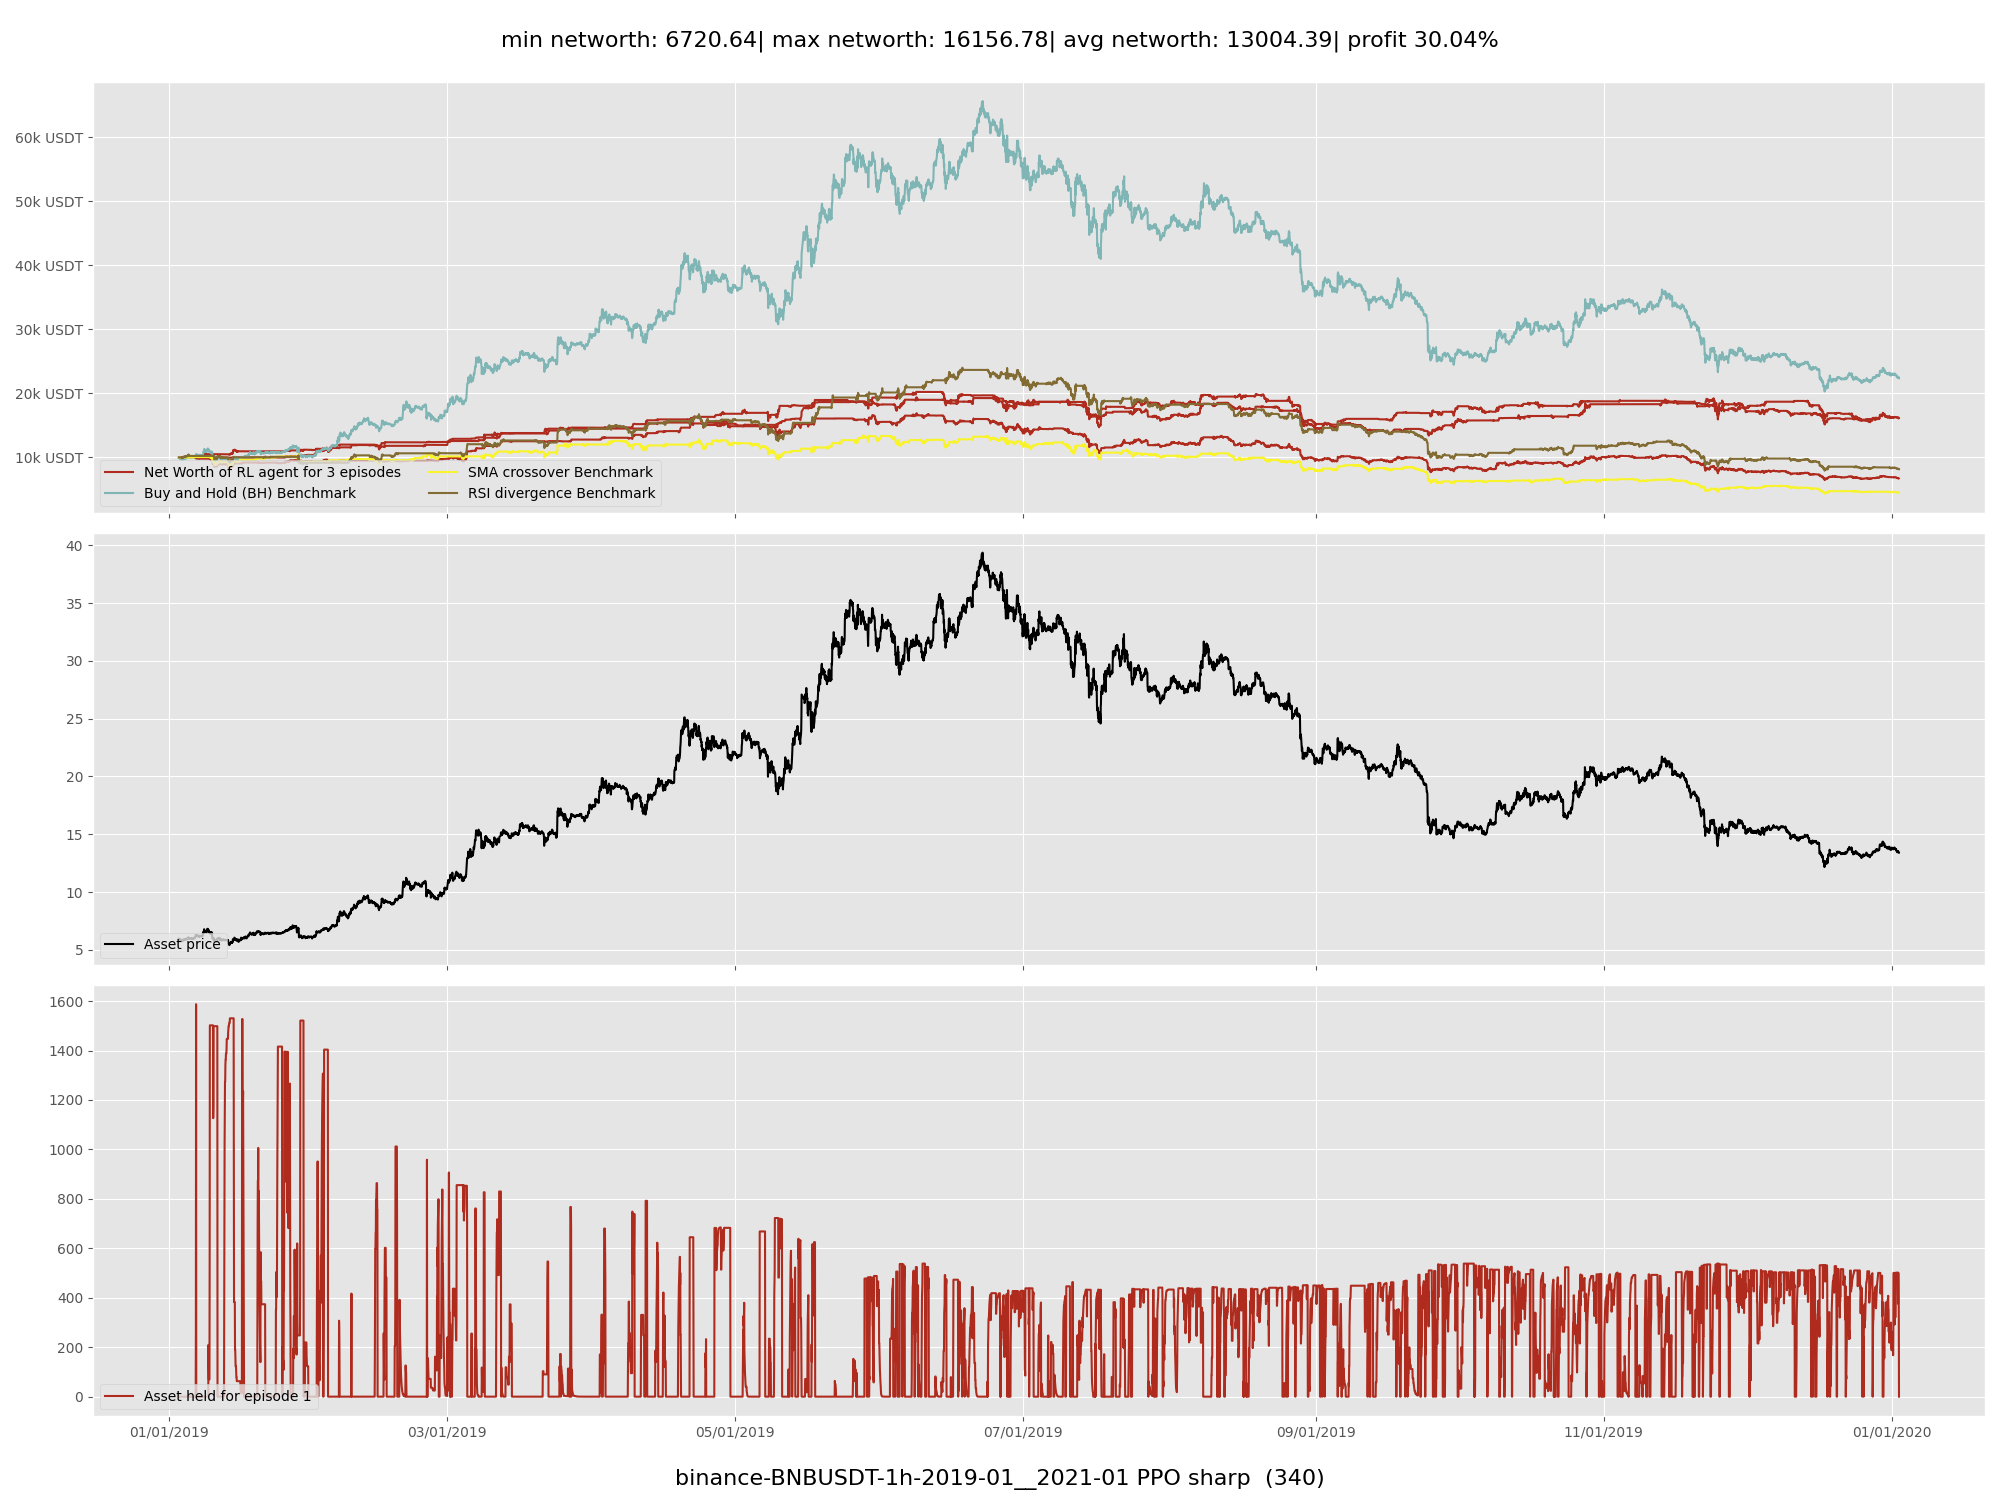 min networth: 6720.64| max networth: 16156.78| avg networth: 13004.39| profit 30.04%
60k USDT
50k USDT
40k USDT
30k USDT
20k USDT
10k USDT
Net Worth of RL agent for 3 episodes
Buy and Hold (BH) Benchmark
SMA crossover Benchmark
RSI divergence Benchmark
40
35
30
25
20
15
10
5
Asset price
1600
1400
1200
1000
800
600
400
200
0
Asset held for episode 1
01/01/2019 03/01/2019 05/01/2019 07/01/2019 09/01/2019 11/01/2019 01/01/2020
binance-BNBUSDT-1h-2019-01__2021-01 PPO sharp (340)